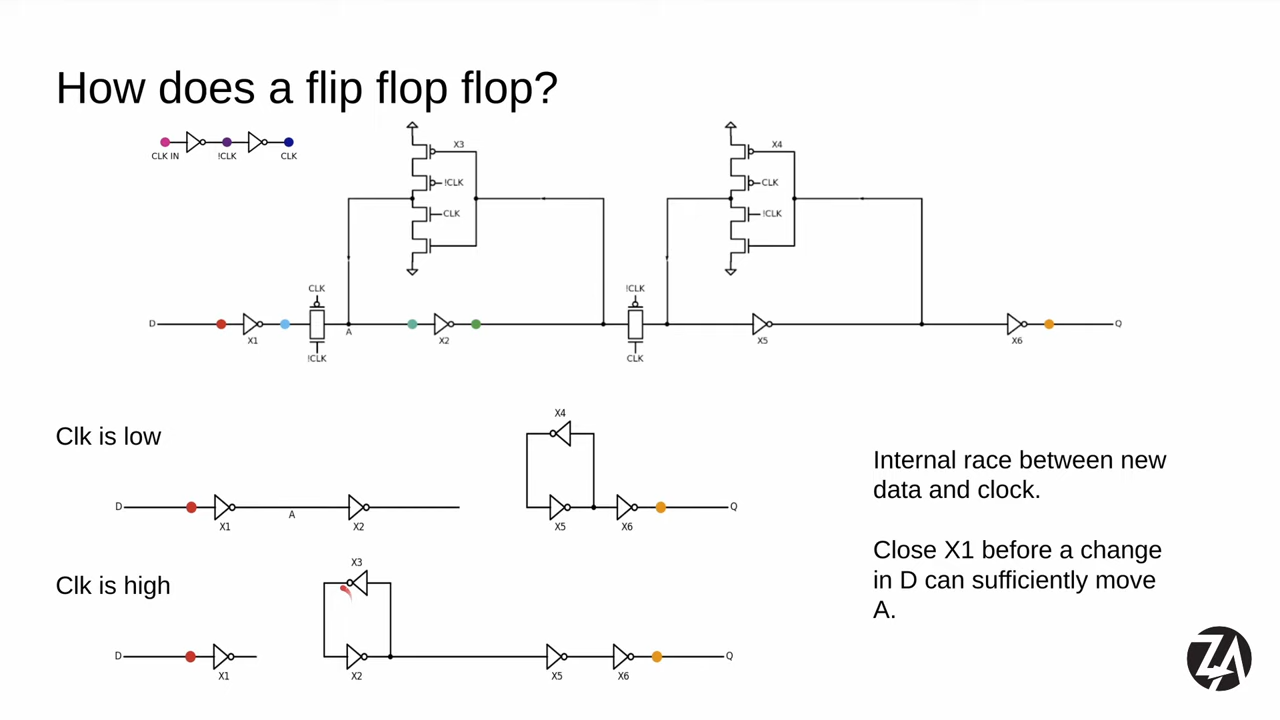 How does a flip flop flop?
CLK IN !CLK CLK
X3
!CLK
CLK
X4
CLK
!CLK
CLK
!CLK
D
X1
A
X2
!CLK
CLK
X5
X6
Q
Clk is low
D
X1
A
X2
X4
X5
X6
Q
Clk is high
D
X1
X3
X2
X5
X6
Q
Internal race between new
data and clock.
Close X1 before a change
in D can sufficiently move
A.
ZA